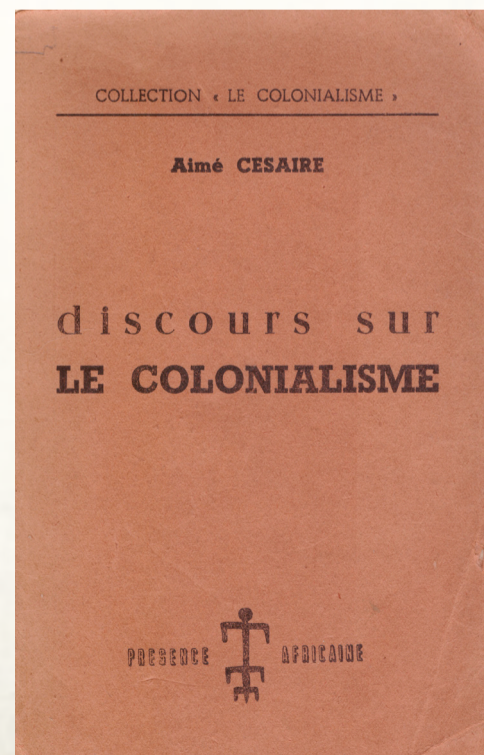 COLLECTION « LE COLONIALISME »
Aimé CESAIRE
discours sur
LE COLONIALISME
PRESENCE AFRICAINE